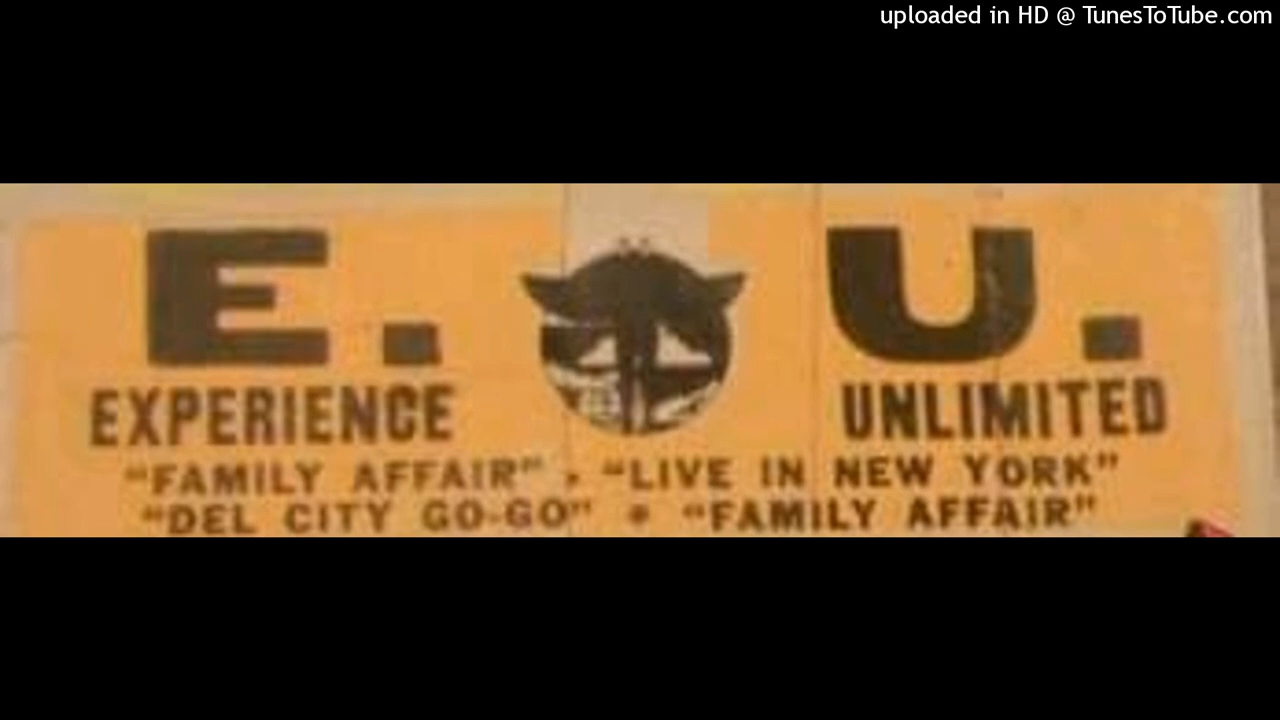 uploaded in HD @ TunesToTube.com
E. U.
EXPERIENCE UNLIMITED
"FAMILY AFFAIR" • "LIVE IN NEW YORK"
"DEL CITY GO-GO" • "FAMILY AFFAIR"